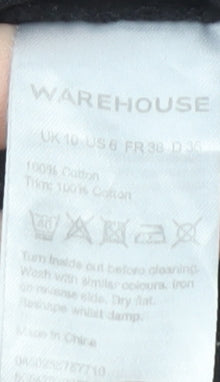 WAREHOUSE
UK 10 US 6 FR 38 D 36
100% Cotton
Trim: 100% Cotton
40
Turn inside out before cleaning.
Wash with similar colours. Iron
on reverse side. Dry flat.
Reshape whilst damp.
Made in China